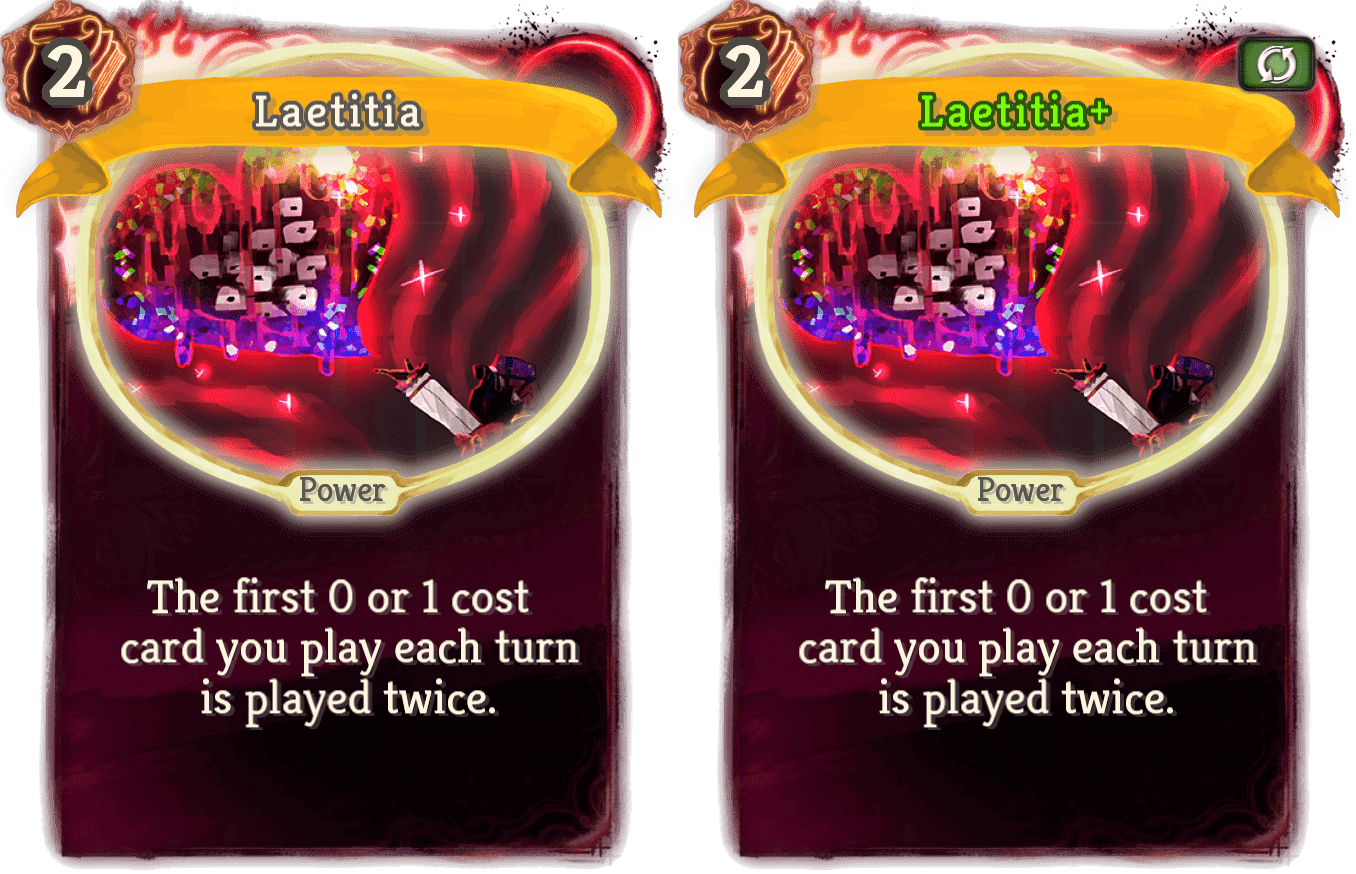 2
Laetitia
Power
The first 0 or 1 cost
card you play each turn
is played twice.
2
Laetitia+
Power
The first 0 or 1 cost
card you play each turn
is played twice.